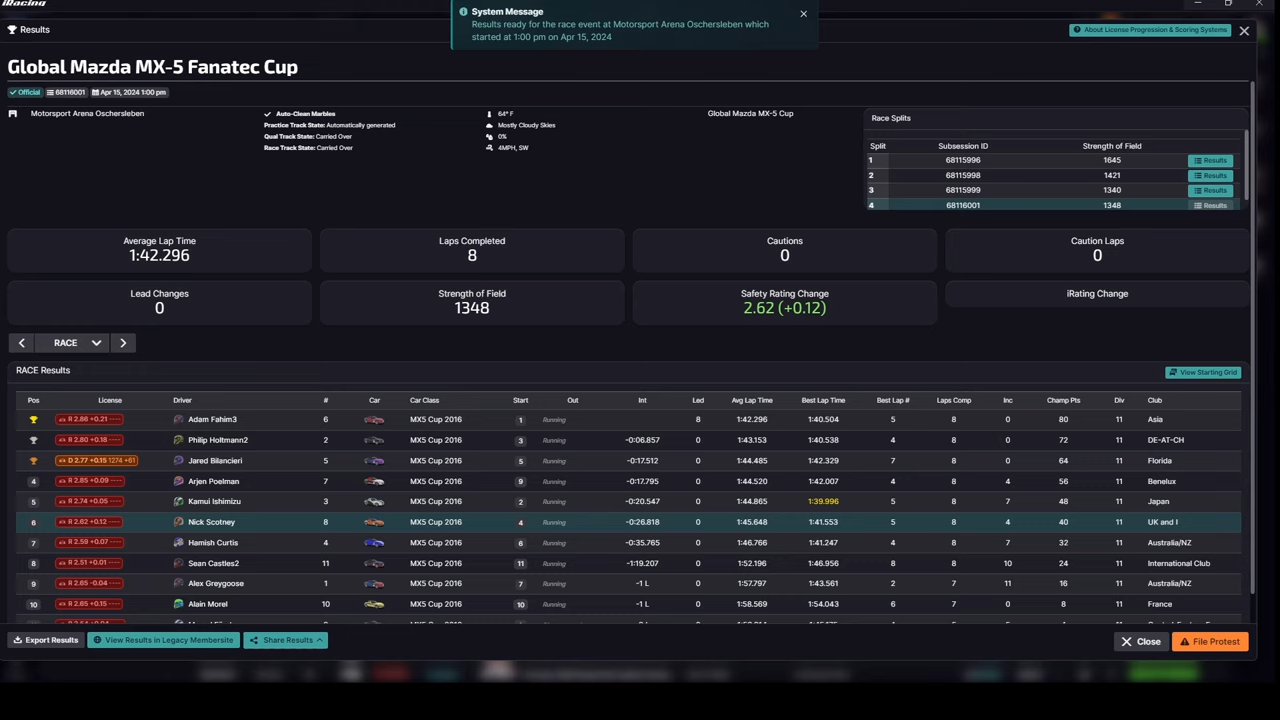 iRacing
System Message
Results ready for the race event at Motorsport Arena Oschersleben which
started at 1:00 pm on Apr 15, 2024
Results
About License Progression & Scoring Systems
Global Mazda MX-5 Fanatec Cup
Official 68116001 Apr 15, 2024 1:00 pm
Motorsport Arena Oschersleben
Auto-Clean Marbles
Practice Track State: Automatically generated
Qual Track State: Carried Over
Race Track State: Carried Over
64° F
Mostly Cloudy Skies
0%
4MPH, SW
Global Mazda MX-5 Cup
Race Splits
Split Subsession ID Strength of Field
1 68115996 1645 Results
2 68115998 1421 Results
3 68115999 1340 Results
4 68116001 1348 Results
Average Lap Time
1:42.296
Laps Completed
8
Cautions
0
Caution Laps
0
Lead Changes
0
Strength of Field
1348
Safety Rating Change
2.62 (+0.12)
iRating Change
RACE
RACE Results
View Starting Grid
Pos License Driver # Car Car Class Start Out Int Led Avg Lap Time Best Lap Time Best Lap # Laps Comp Inc Champ Pts Div Club
R 2.88 +0.21 ---- Adam Fahim3 6 MX5 Cup 2016 1 Running 8 1:42.296 1:40.504 5 8 0 80 11 Asia
R 2.80 +0.18 ---- Philip Holtmann2 2 MX5 Cup 2016 3 Running -0:06.857 0 1:43.153 1:40.538 4 8 0 72 11 DE-AT-CH
D 2.77 +0.15 1274 +61 Jared Bilancieri 5 MX5 Cup 2016 5 Running -0:17.512 0 1:44.485 1:42.329 7 8 0 64 11 Florida
4 R 2.85 +0.09 ---- Arjen Poelman 7 MX5 Cup 2016 9 Running -0:17.795 0 1:44.520 1:42.007 4 8 4 56 11 Benelux
5 R 2.74 +0.05 ---- Kamui Ishimizu 3 MX5 Cup 2016 2 Running -0:20.547 0 1:44.865 1:39.996 5 8 7 48 11 Japan
6 R 2.62 +0.12 ---- Nick Scotney 8 MX5 Cup 2016 4 Running -0:26.818 0 1:45.648 1:41.553 5 8 4 40 11 UK and I
7 R 2.59 +0.07 ---- Hamish Curtis 4 MX5 Cup 2016 6 Running -0:35.765 0 1:46.766 1:41.247 4 8 7 32 11 Australia/NZ
8 R 2.51 +0.01 ---- Sean Castles2 11 MX5 Cup 2016 11 Running -1:19.207 0 1:52.196 1:46.956 8 8 10 24 11 International Club
9 R 2.65 -0.04 ---- Alex Greygoose 1 MX5 Cup 2016 7 Running -1 L 0 1:57.797 1:43.561 2 7 11 16 11 Australia/NZ
10 R 2.65 +0.15 ---- Alain Morel 10 MX5 Cup 2016 10 Running -1 L 0 1:58.569 1:54.043 6 7 0 8 11 France
Export Results
View Results in Legacy Membersite
Share Results
Close
File Protest